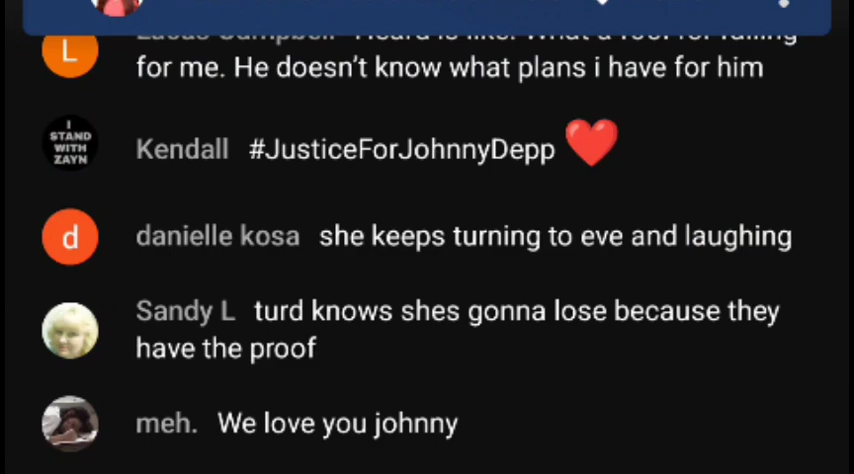 for me. He doesn’t know what plans i have for him
I
STAND
WITH
ZAYN
Kendall #JusticeForJohnnyDepp ❤️
L
d
danielle kosa she keeps turning to eve and laughing
Sandy L turd knows shes gonna lose because they
have the proof
meh. We love you johnny